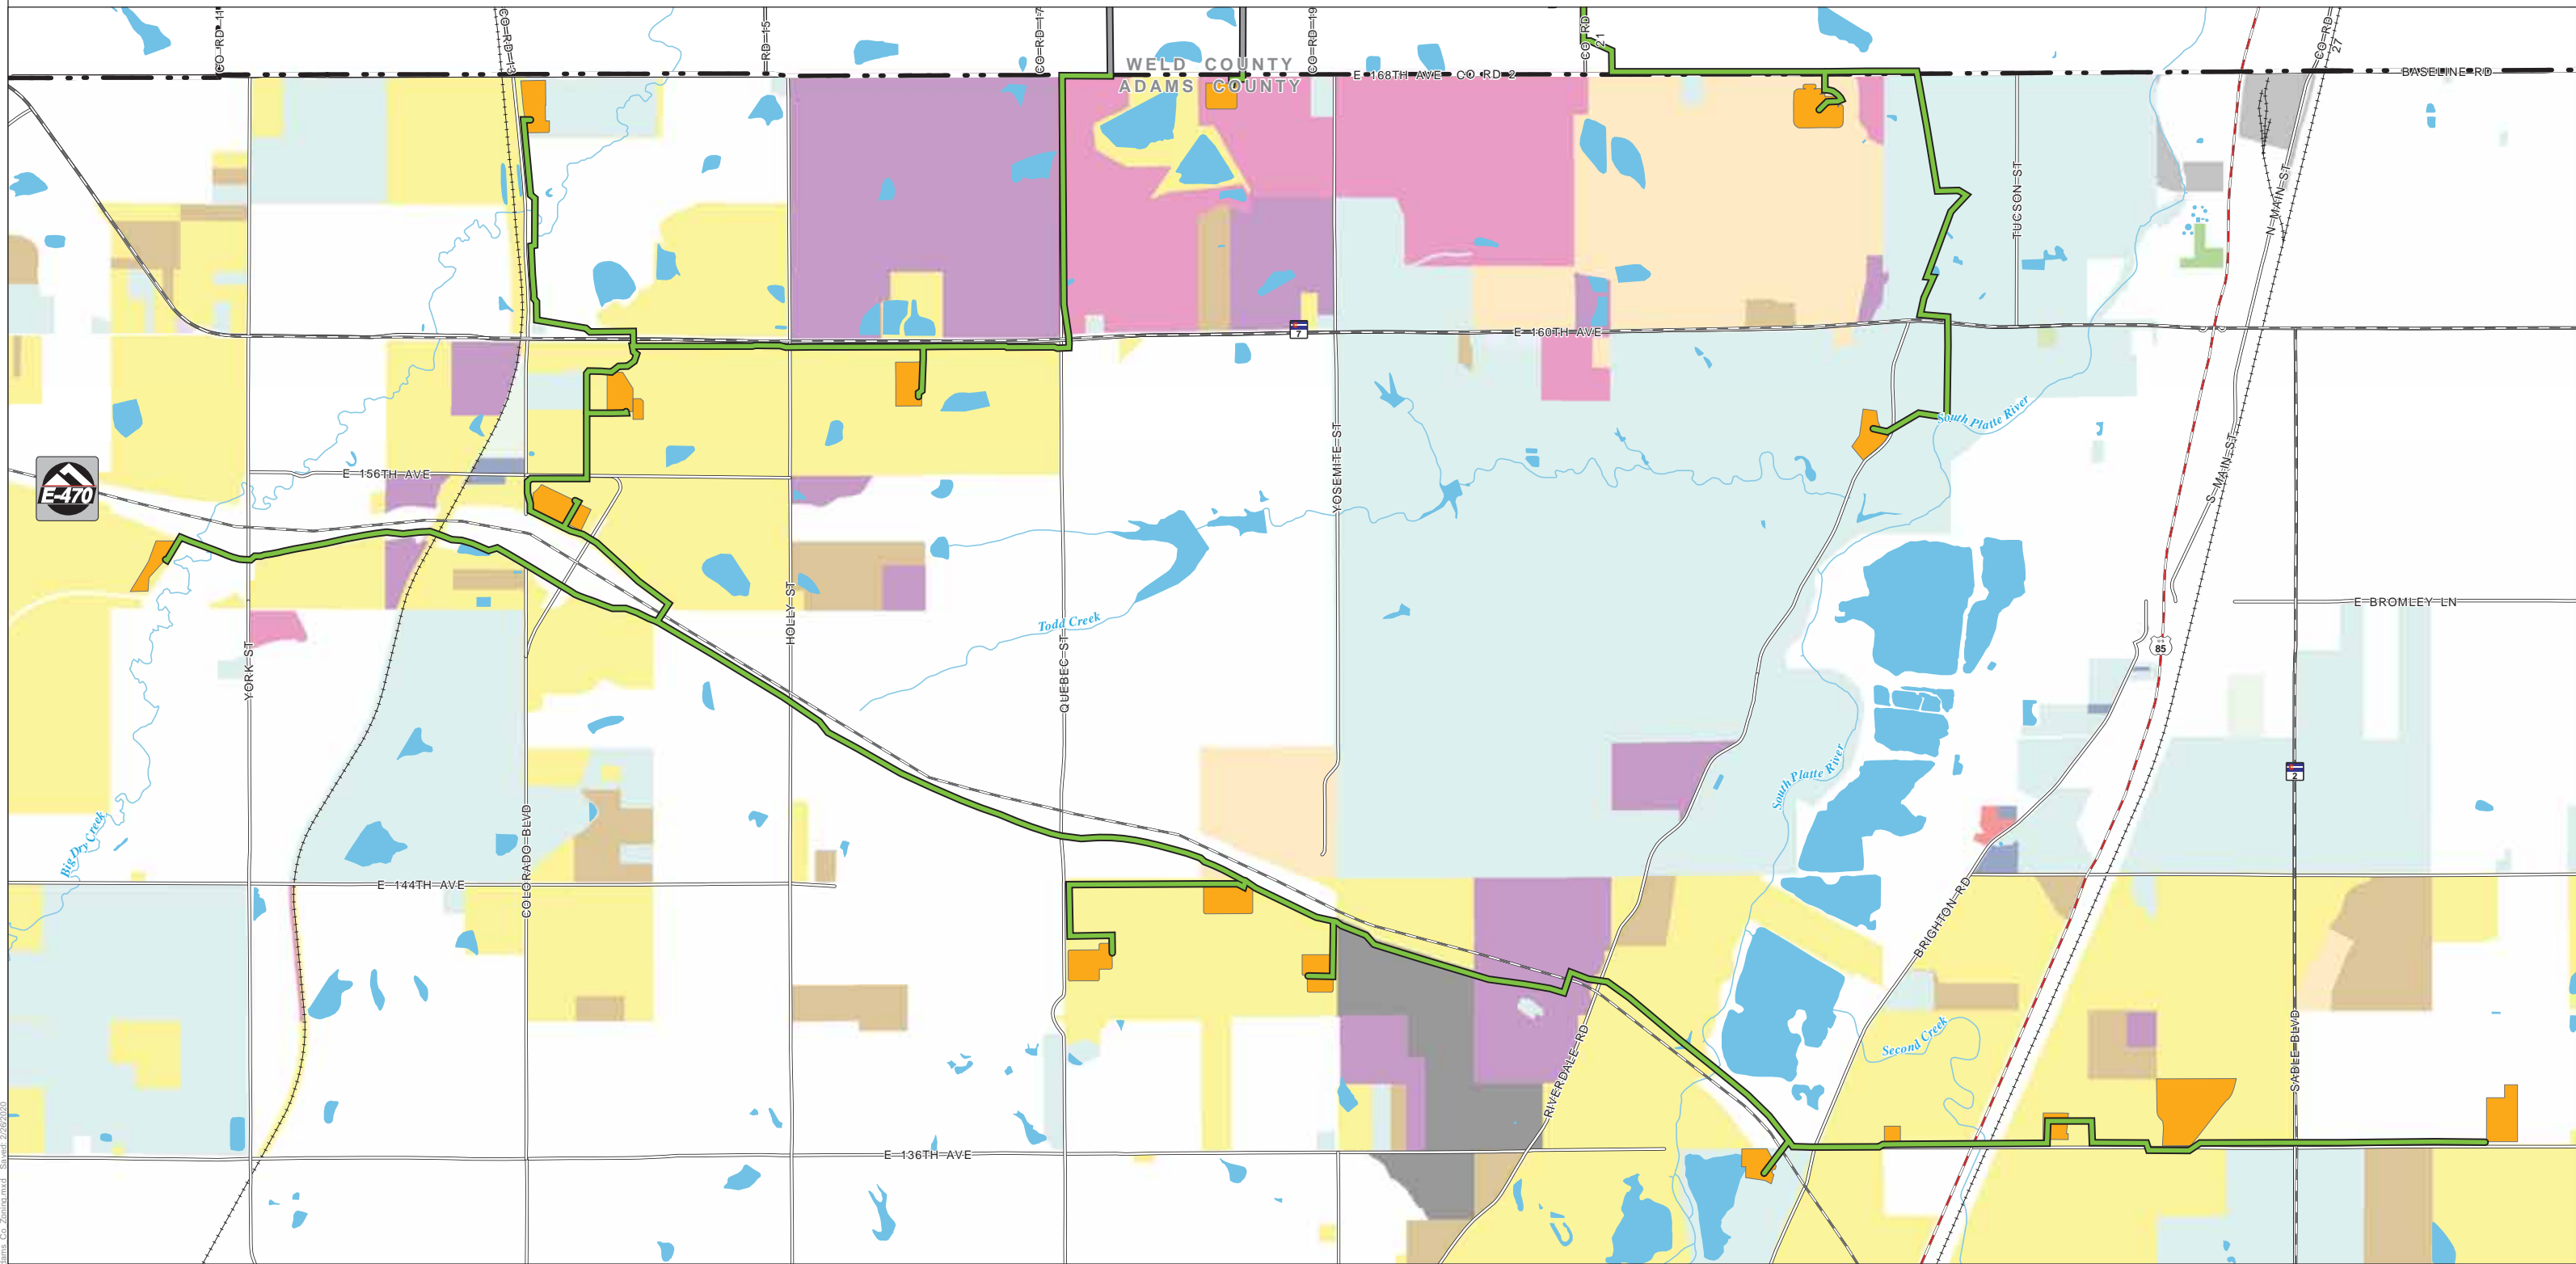 CO RD 11
CO RD 13
RD 15
CO RD 17
CO RD 19
CO RD
21
CO RD
27
WELD COUNTY
ADAMS COUNTY
E 168TH AVE CO RD 2
BASELINE RD
TUCSON ST
N MAIN ST
7
E 160TH AVE
South Platte River
YOSEMITE ST
S MAIN ST
E 156TH AVE
E-470
HOLLY ST
Todd Creek
QUEBEC ST
E BROMLEY LN
85
YORK ST
South Platte River
2
Big Dry Creek
COLORADO BLVD
E 144TH AVE
BRIGHTON RD
Second Creek
RIVERDALE RD
SABLE BLVD
E 136TH AVE
Saved: 2/26/2020